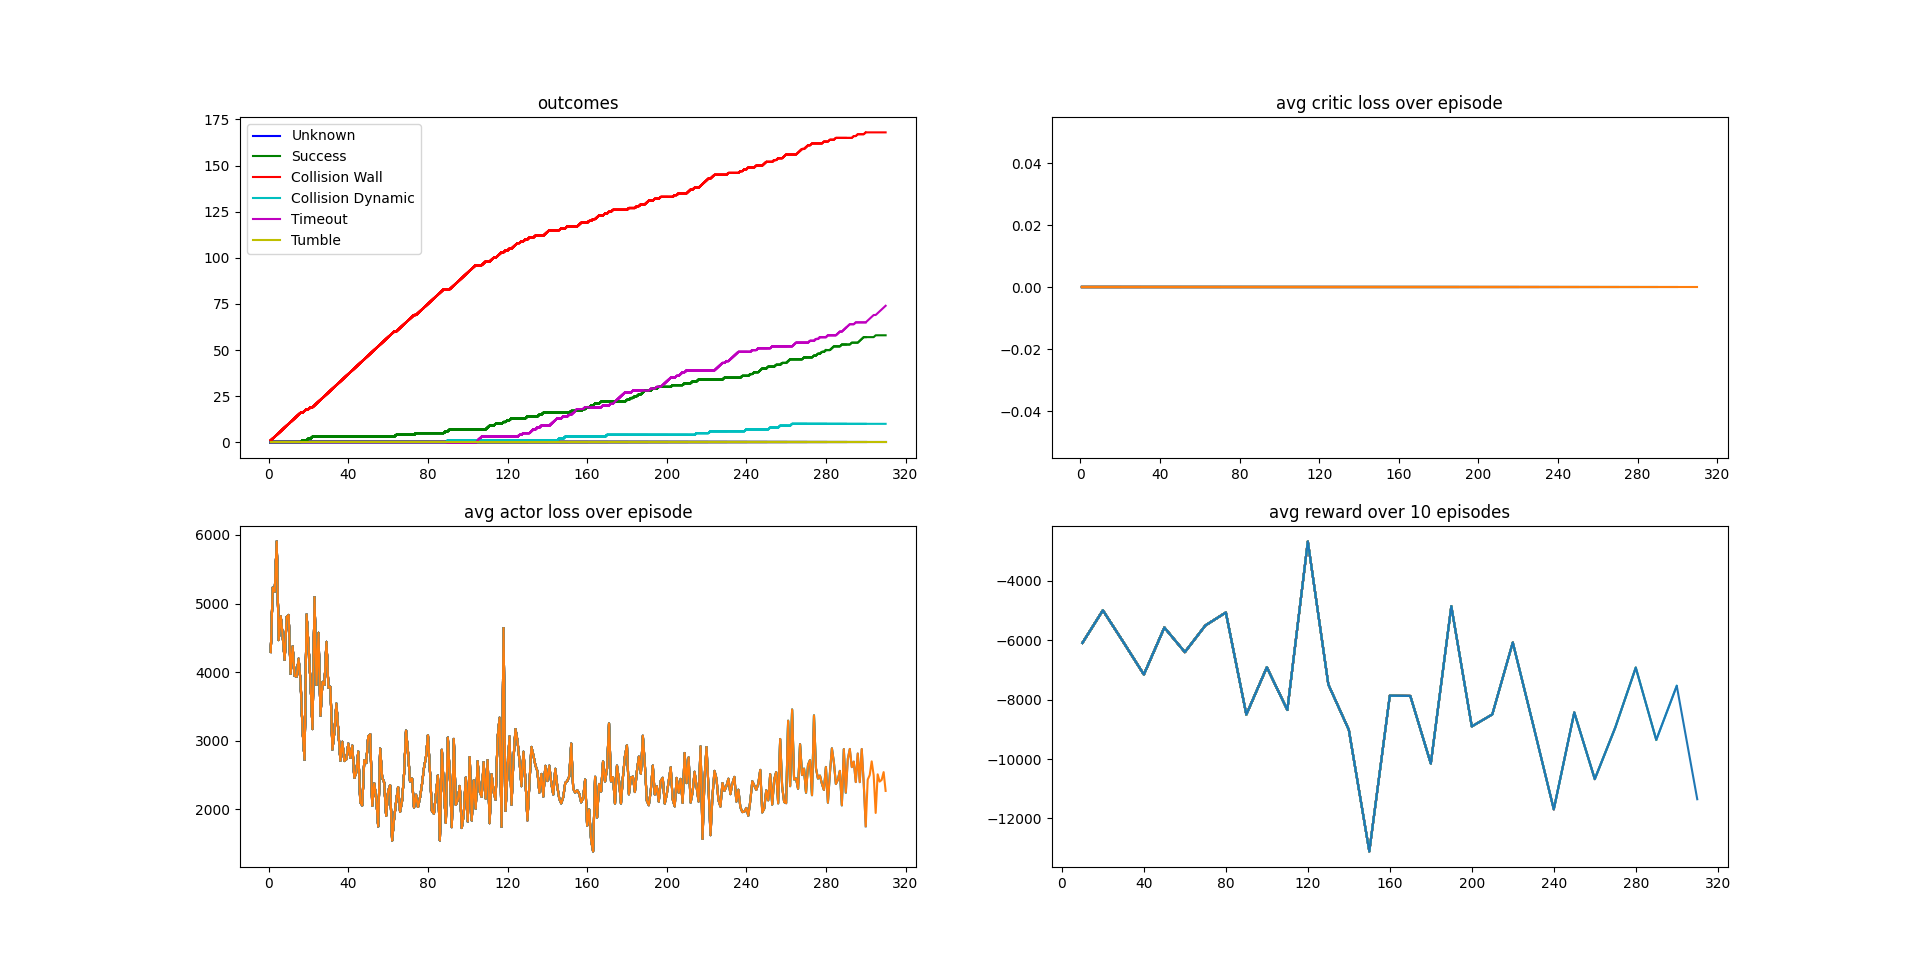 outcomes
175
150
125
100
75
50
25
0
Unknown
Success
Collision Wall
Collision Dynamic
Timeout
Tumble
0 40 80 120 160 200 240 280 320
avg critic loss over episode
0.04
0.02
0.00
−0.02
−0.04
0 40 80 120 160 200 240 280 320
avg actor loss over episode
6000
5000
4000
3000
2000
0 40 80 120 160 200 240 280 320
avg reward over 10 episodes
−4000
−6000
−8000
−10000
−12000
0 40 80 120 160 200 240 280 320